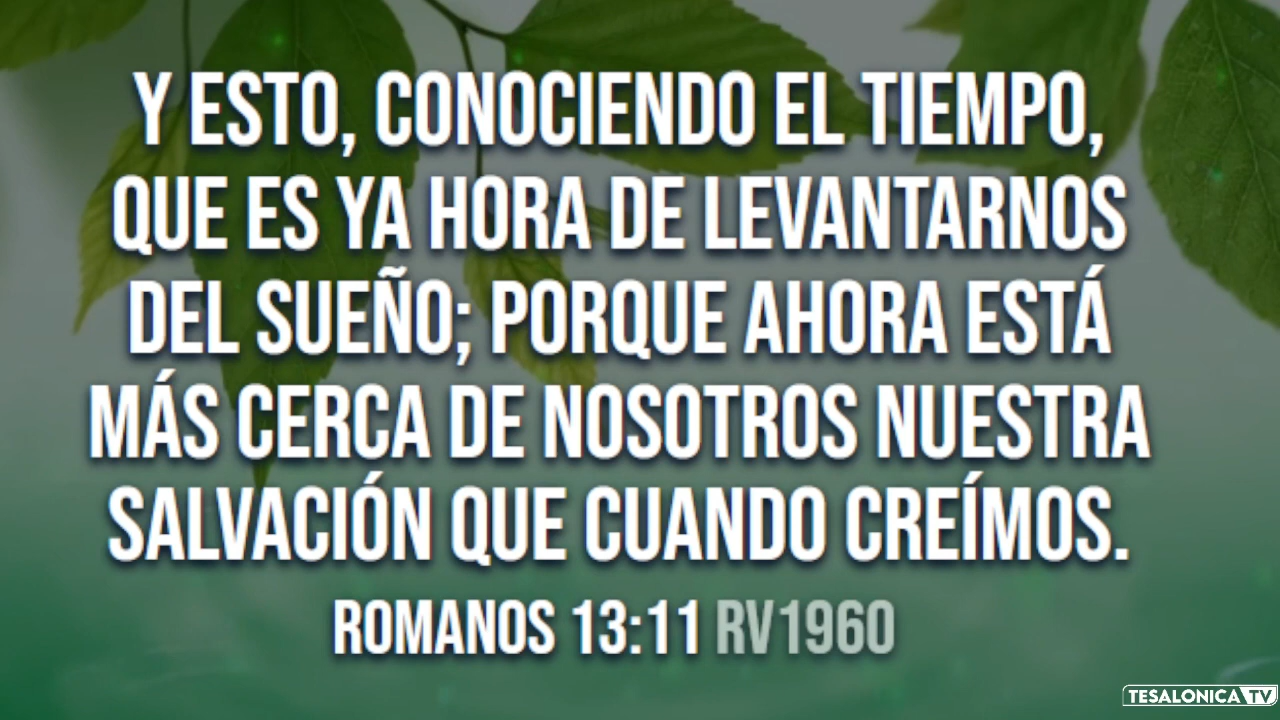 Y ESTO, CONOCIENDO EL TIEMPO,
QUE ES YA HORA DE LEVANTARNOS
DEL SUEÑO; PORQUE AHORA ESTÁ
MÁS CERCA DE NOSOTROS NUESTRA
SALVACIÓN QUE CUANDO CREÍMOS.
ROMANOS 13:11 RV1960
TESALONICA TV